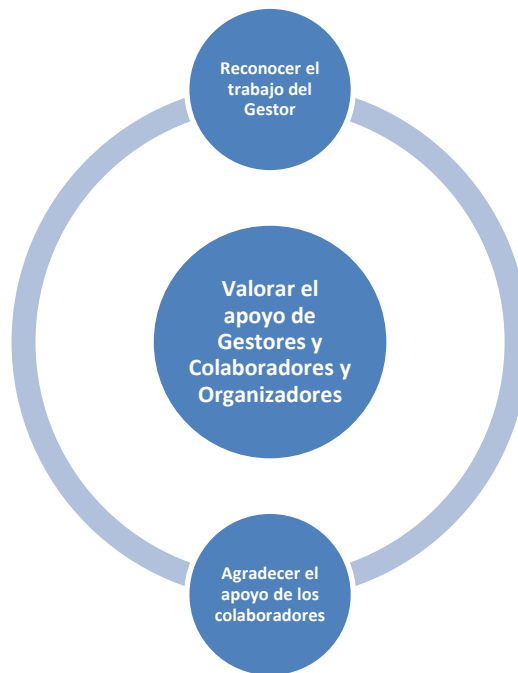 Reconocer el
trabajo del
Gestor
Valorar el
apoyo de
Gestores y
Colaboradores y
Organizadores
Agradecer el
apoyo de los
colaboradores